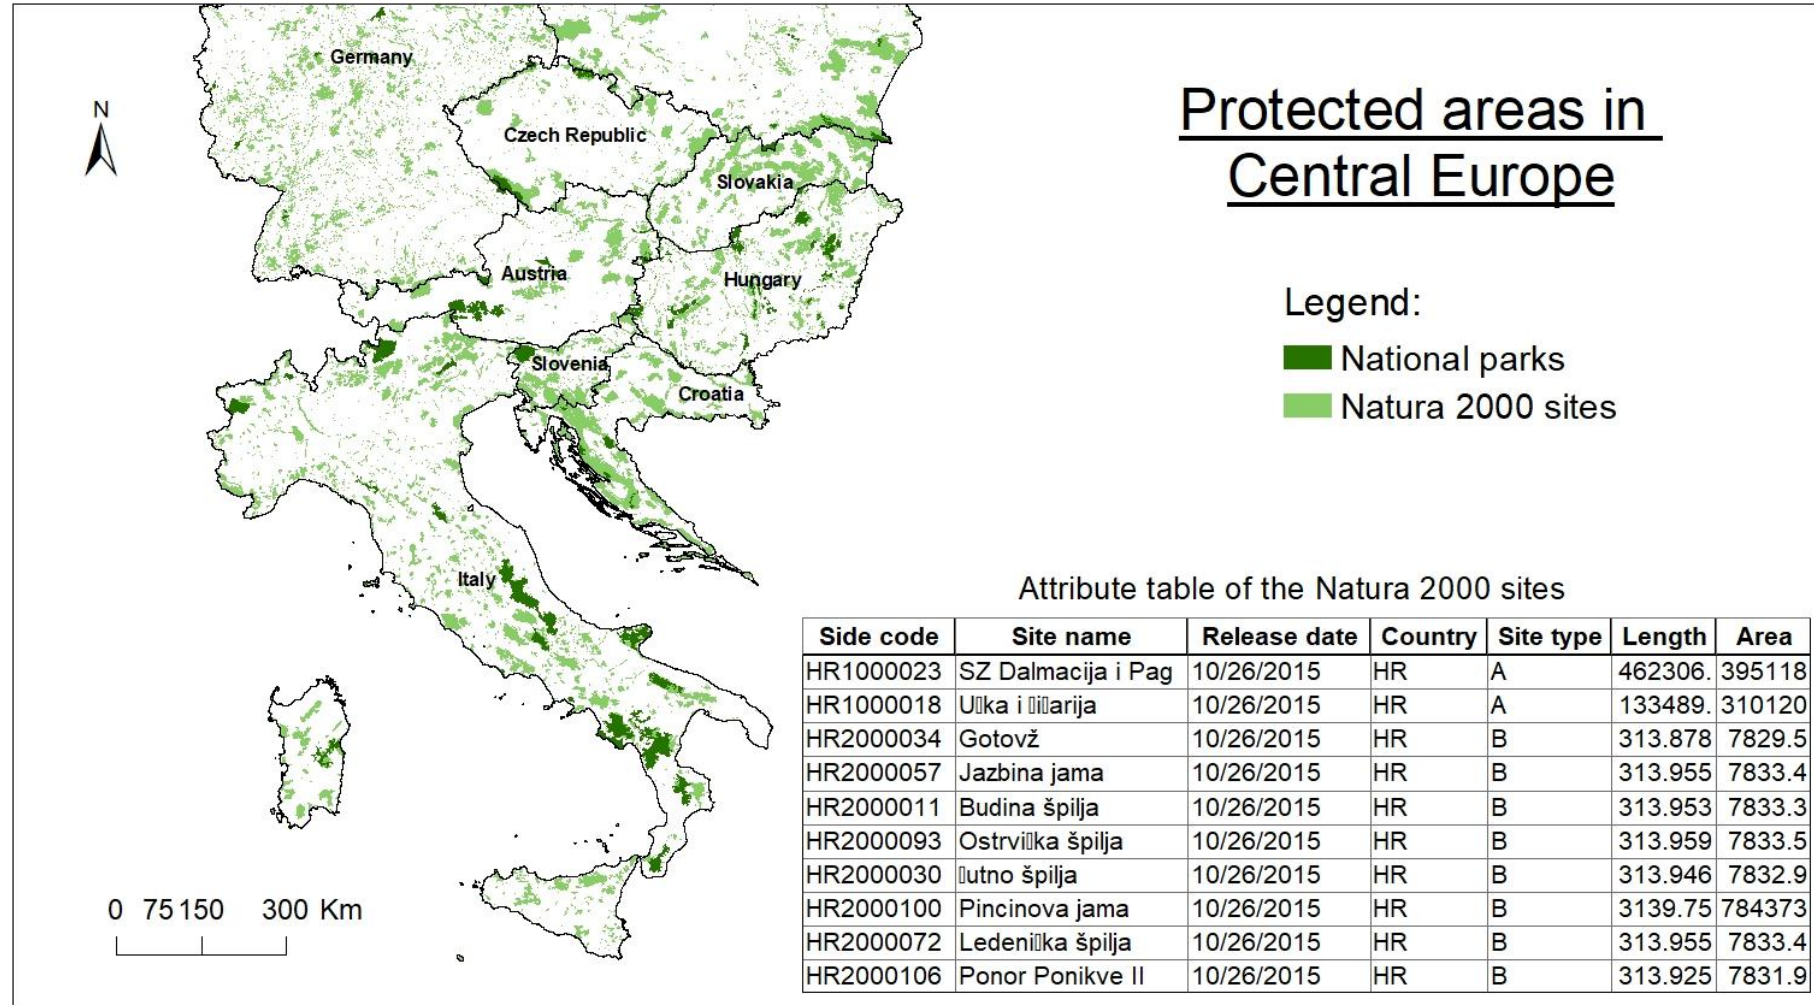 Protected areas in
Central Europe
N
Germany
Czech Republic
Slovakia
Austria
Hungary
Slovenia
Croatia
Italy
Legend:
National parks
Natura 2000 sites
0 75 150 300 Km
Attribute table of the Natura 2000 sites
Side code Site name Release date Country Site type Length Area
HR1000023 SZ Dalmacija i Pag 10/26/2015 HR A 462306. 395118
HR1000018 U▯ka i ▯i▯arija 10/26/2015 HR A 133489. 310120
HR2000034 Gotovž 10/26/2015 HR B 313.878 7829.5
HR2000057 Jazbina jama 10/26/2015 HR B 313.955 7833.4
HR2000011 Budina špilja 10/26/2015 HR B 313.953 7833.3
HR2000093 Ostrvi▯ka špilja 10/26/2015 HR B 313.959 7833.5
HR2000030 ▯utno špilja 10/26/2015 HR B 313.946 7832.9
HR2000100 Pincinova jama 10/26/2015 HR B 3139.75 784373
HR2000072 Ledeni▯ka špilja 10/26/2015 HR B 313.955 7833.4
HR2000106 Ponor Ponikve II 10/26/2015 HR B 313.925 7831.9